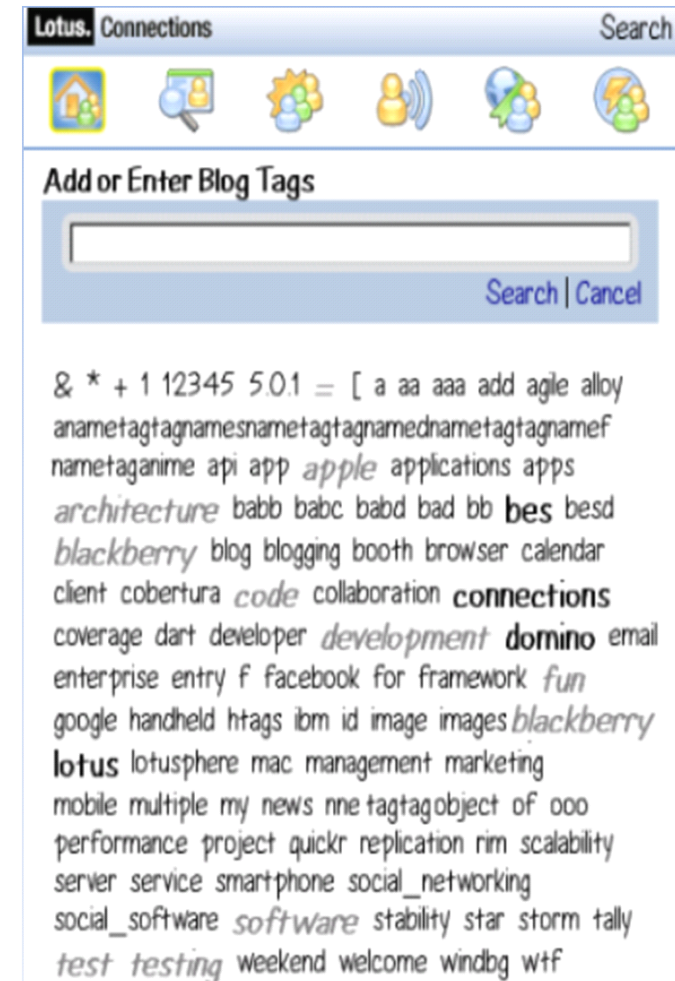 Lotus. Connections Search
Add or Enter Blog Tags
Search | Cancel
& * + 1 12345 5.0.1 = [ a aa aaa add agile alloy
anametagtagnamesnametagtagnamednametagtagnamef
nametaganime api app apple applications apps
architecture babb babc babd bad bb bes besd
blackberry blog blogging booth browser calendar
client cobertura code collaboration connections
coverage dart developer development domino email
enterprise entry f facebook for framework fun
google handheld htags ibm id image images blackberry
lotus lotusphere mac management marketing
mobile multiple my news nne tagtagobject of ooo
performance project quickr replication rim scalability
server service smartphone social_networking
social_software software stability star storm tally
test testing weekend welcome windbg wtf